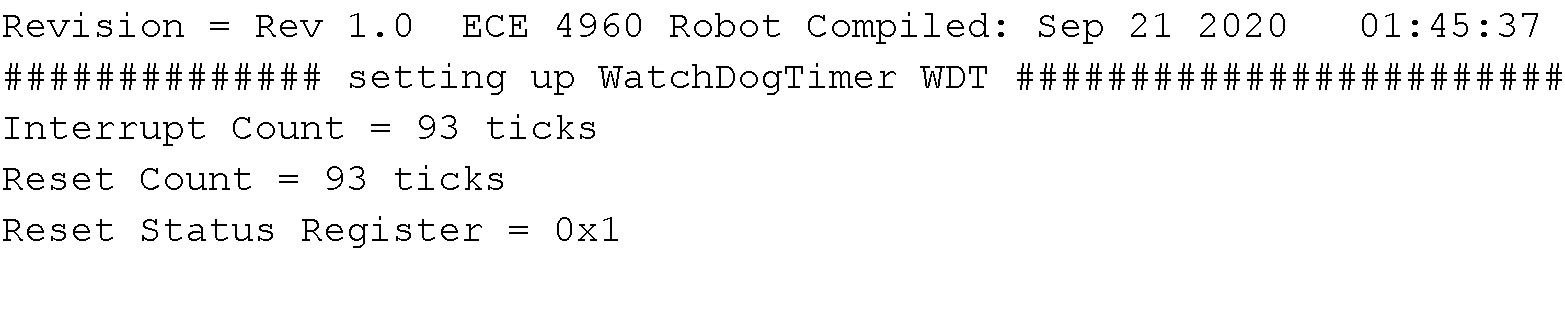 Revision = Rev 1.0  ECE 4960 Robot Compiled: Sep 21 2020   01:45:37
############## setting up WatchDogTimer WDT ########################
Interrupt Count = 93 ticks
Reset Count = 93 ticks
Reset Status Register = 0x1